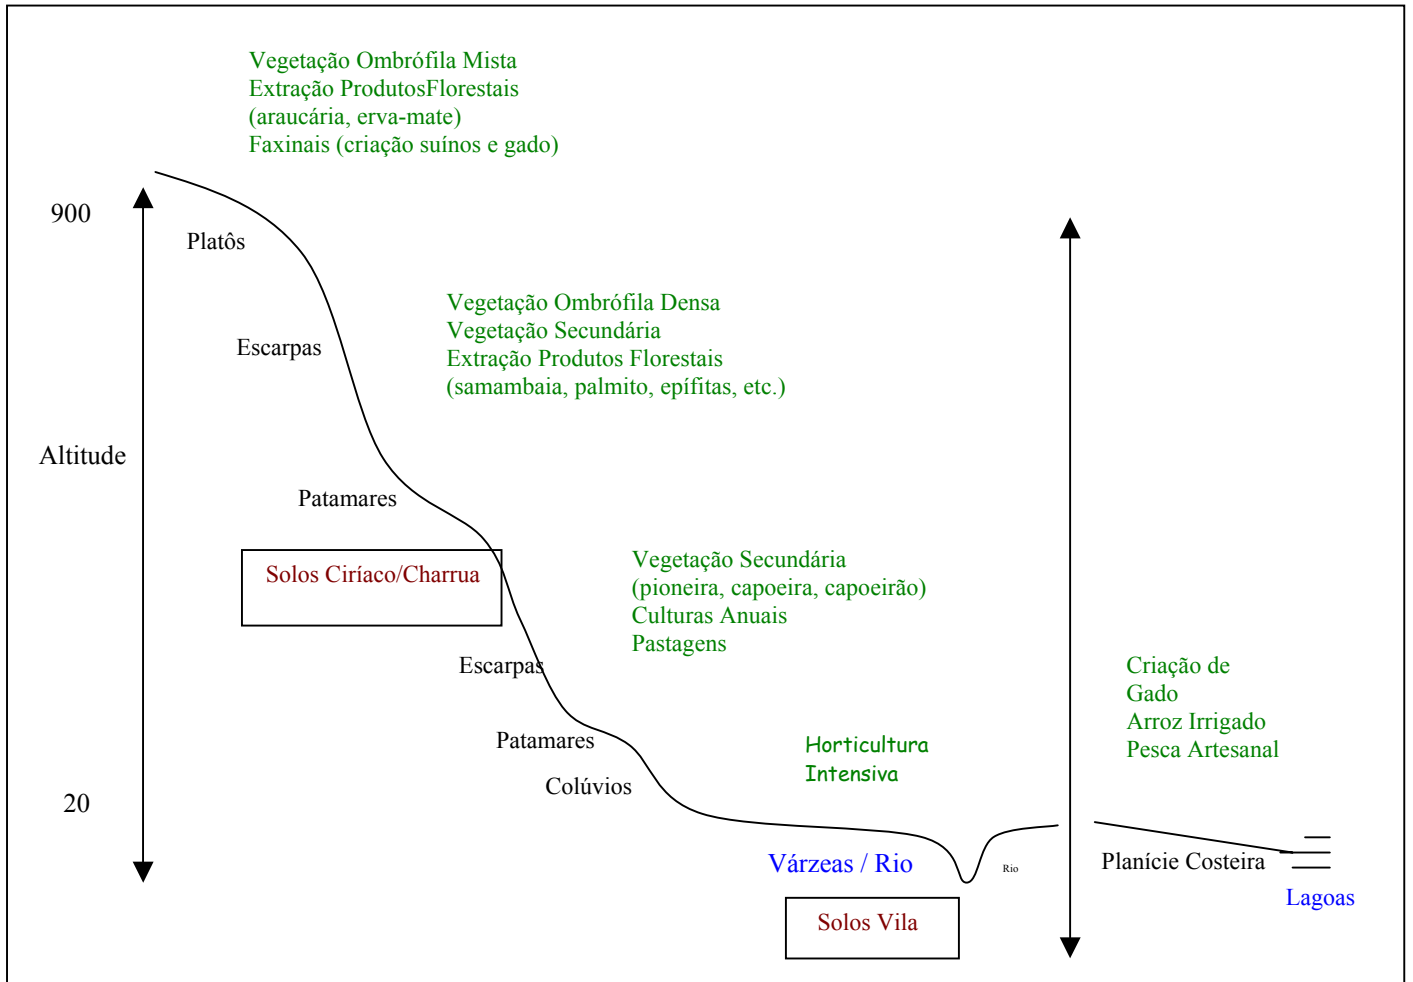 Vegetação Ombrófila Mista
Extração ProdutosFlorestais
(araucária, erva-mate)
Faxinais (criação suínos e gado)
900
Platôs
Escarpas
Vegetação Ombrófila Densa
Vegetação Secundária
Extração Produtos Florestais
(samambaia, palmito, epífitas, etc.)
Altitude
Patamares
Solos Ciríaco/Charrua
Vegetação Secundária
(pioneira, capoeira, capoeirão)
Culturas Anuais
Pastagens
Escarpas
Patamares
Colúvios
20
Horticultura
Intensiva
Criação de
Gado
Arroz Irrigado
Pesca Artesanal
Várzeas / Rio
Rio
Planície Costeira
Lagoas
Solos Vila